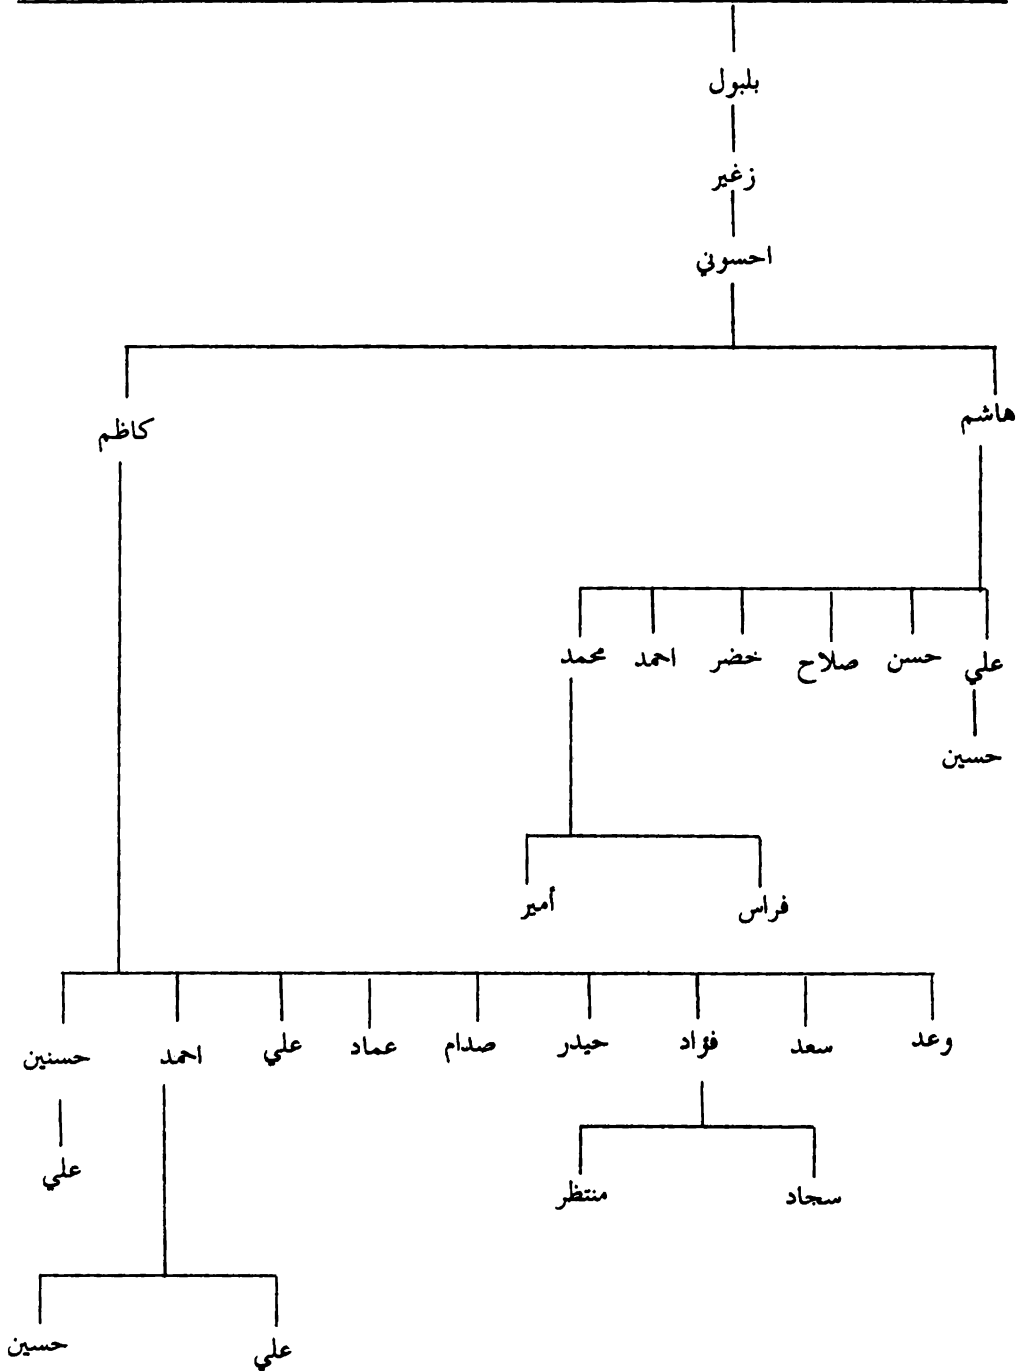 بلبول
زغير
احسوني
هاشم كاظم
علي حسن صلاح خضر احمد محمد
حسين
فراس أمير
وعد سعد فؤاد حيدر صدام عماد علي احمد حسنين
سجاد منتظر علي
علي حسين